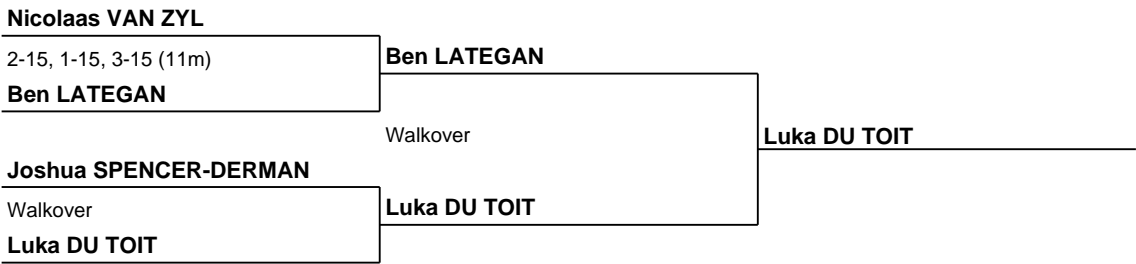 Nicolaas VAN ZYL
2-15, 1-15, 3-15 (11m)
Ben LATEGAN
Ben LATEGAN
Walkover
Luka DU TOIT
Joshua SPENCER-DERMAN
Walkover
Luka DU TOIT
Luka DU TOIT